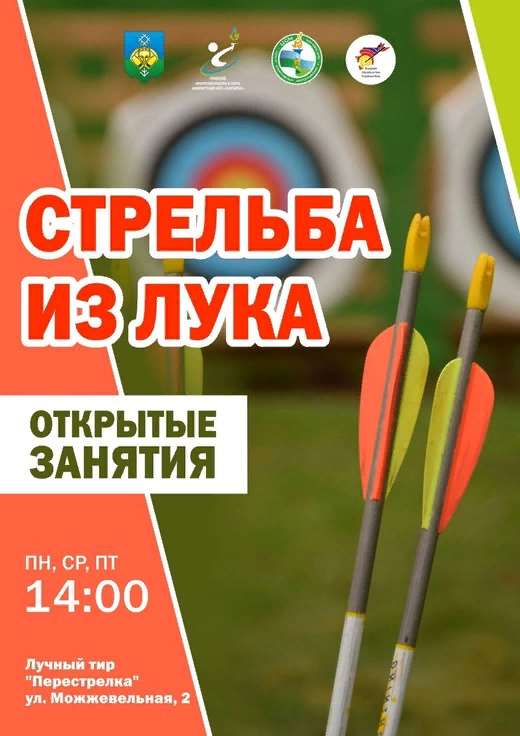 СТРЕЛЬБА
ИЗ ЛУКА
ОТКРЫТЫЕ
ЗАНЯТИЯ
ПН, СР, ПТ
14:00
Лучный тир
"Перестрелка"
ул. Можжевельная, 2